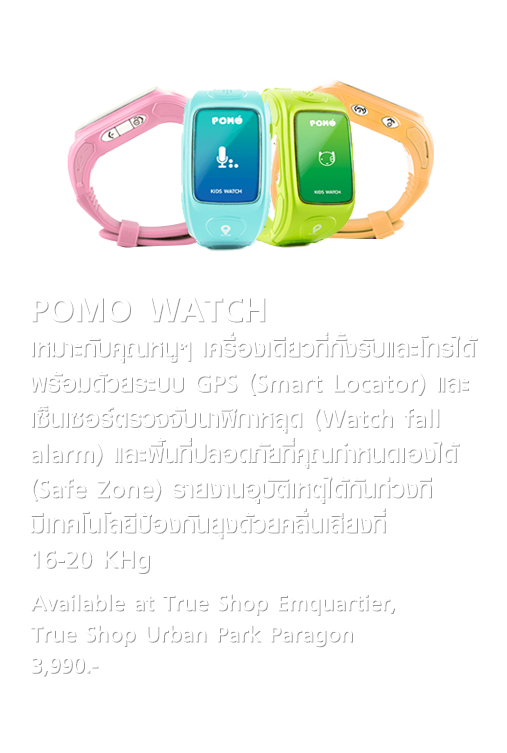 POMO
KIDS WATCH
POMO
KIDS WATCH
POMO WATCH
เหมาะกับคุณหนูๆ เครื่องเดียวที่ทั้งรับและโทรได้
พร้อมด้วยระบบ GPS (Smart Locator) และ
เซ็นเซอร์ตรวจจับนาฬิกาหลุด (Watch fall
alarm) และพื้นที่ปลอดภัยที่คุณกำหนดเองได้
(Safe Zone) รายงานอุบัติเหตุได้ทันท่วงที
มีเทคโนโลยีป้องกันยุงด้วยคลื่นเสียงที่
16-20 KHg
Available at True Shop Emquartier,
True Shop Urban Park Paragon
3,990.-